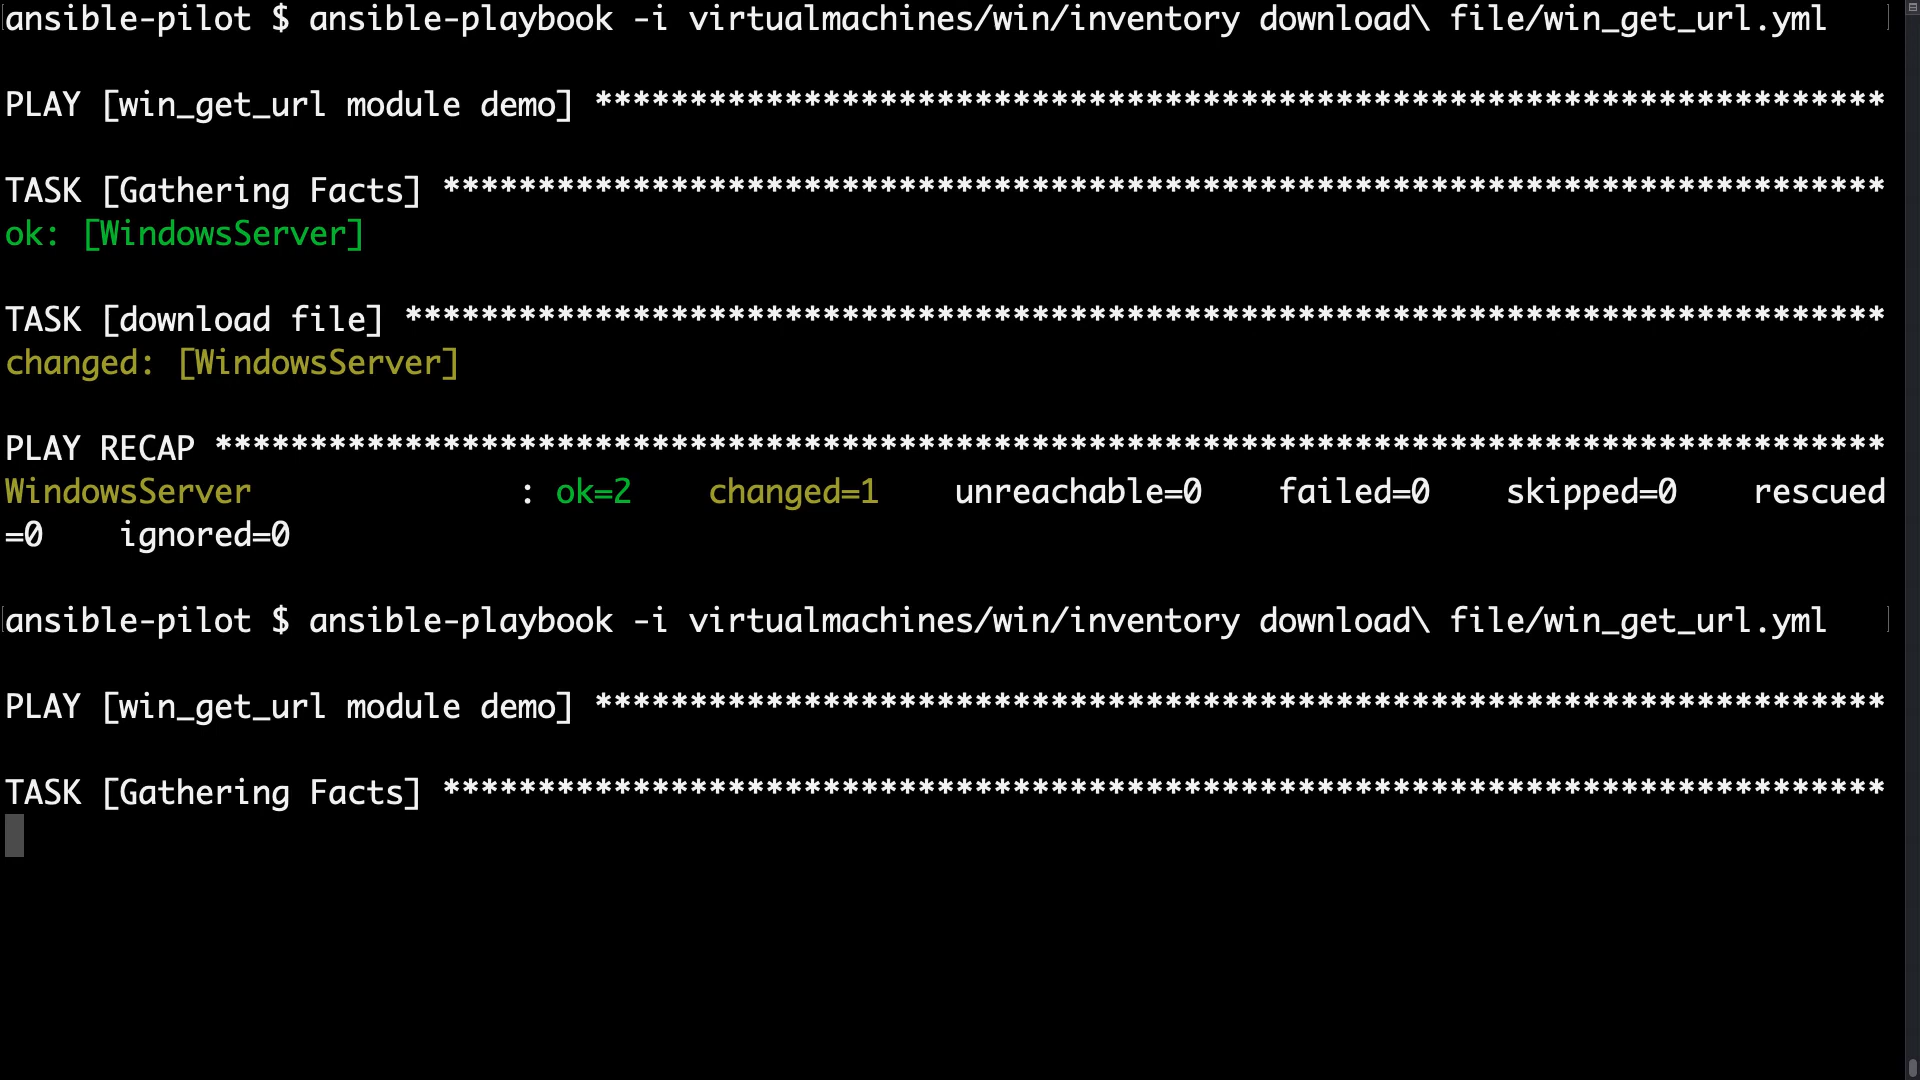 ansible-pilot $ ansible-playbook -i virtualmachines/win/inventory download\ file/win_get_url.yml
PLAY [win_get_url module demo] ********************************************************************
TASK [Gathering Facts] ****************************************************************************
ok: [WindowsServer]
TASK [download file] ******************************************************************************
changed: [WindowsServer]
PLAY RECAP ****************************************************************************************
WindowsServer              : ok=2    changed=1    unreachable=0    failed=0    skipped=0    rescued
=0    ignored=0
ansible-pilot $ ansible-playbook -i virtualmachines/win/inventory download\ file/win_get_url.yml
PLAY [win_get_url module demo] ********************************************************************
TASK [Gathering Facts] ****************************************************************************